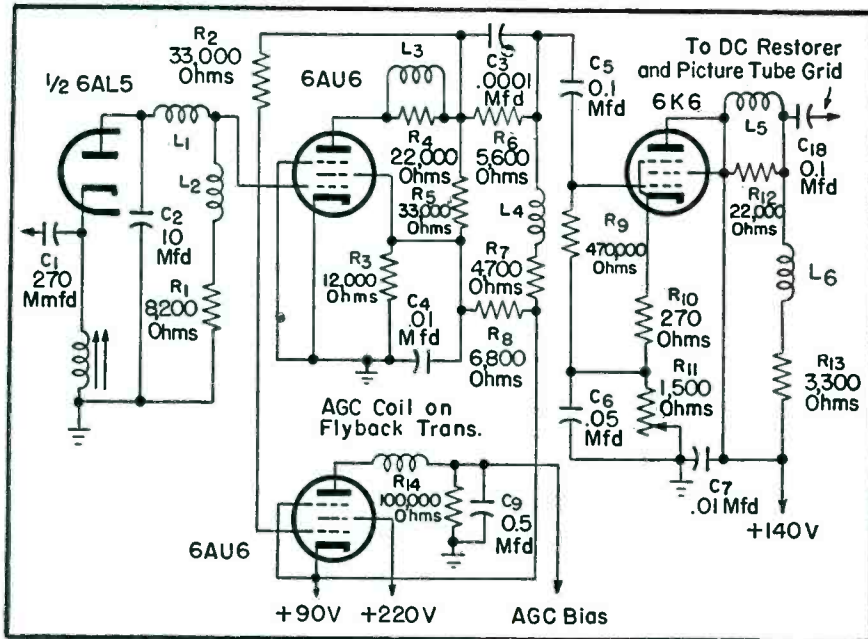 ½ 6AL5
R2
33,000
Ohms
L1
L2
C1
270
Mmfd
C2
10
Mfd
R1
8,200
Ohms
6AU6
L3
R4
22,000
Ohms
R5
33,000
Ohms
R3
12,000
Ohms
C4
.01
Mfd
C3
.0001
Mfd
R6
5,600
Ohms
L4
R7
4,700
Ohms
R8
6,800
Ohms
C5
0.1
Mfd
To DC Restorer
and Picture Tube Grid
6K6
L5
C18
0.1
Mfd
R12
22,000
Ohms
R9
470,000
Ohms
L6
R10
270
Ohms
R11
1,500
Ohms
R13
3,300
Ohms
C6
.05
Mfd
C7
.01 Mfd
+140V
AGC Coil on
Flyback Trans.
R14
100,000
Ohms
C9
0.5
Mfd
6AU6
+90V
+220V
AGC Bias